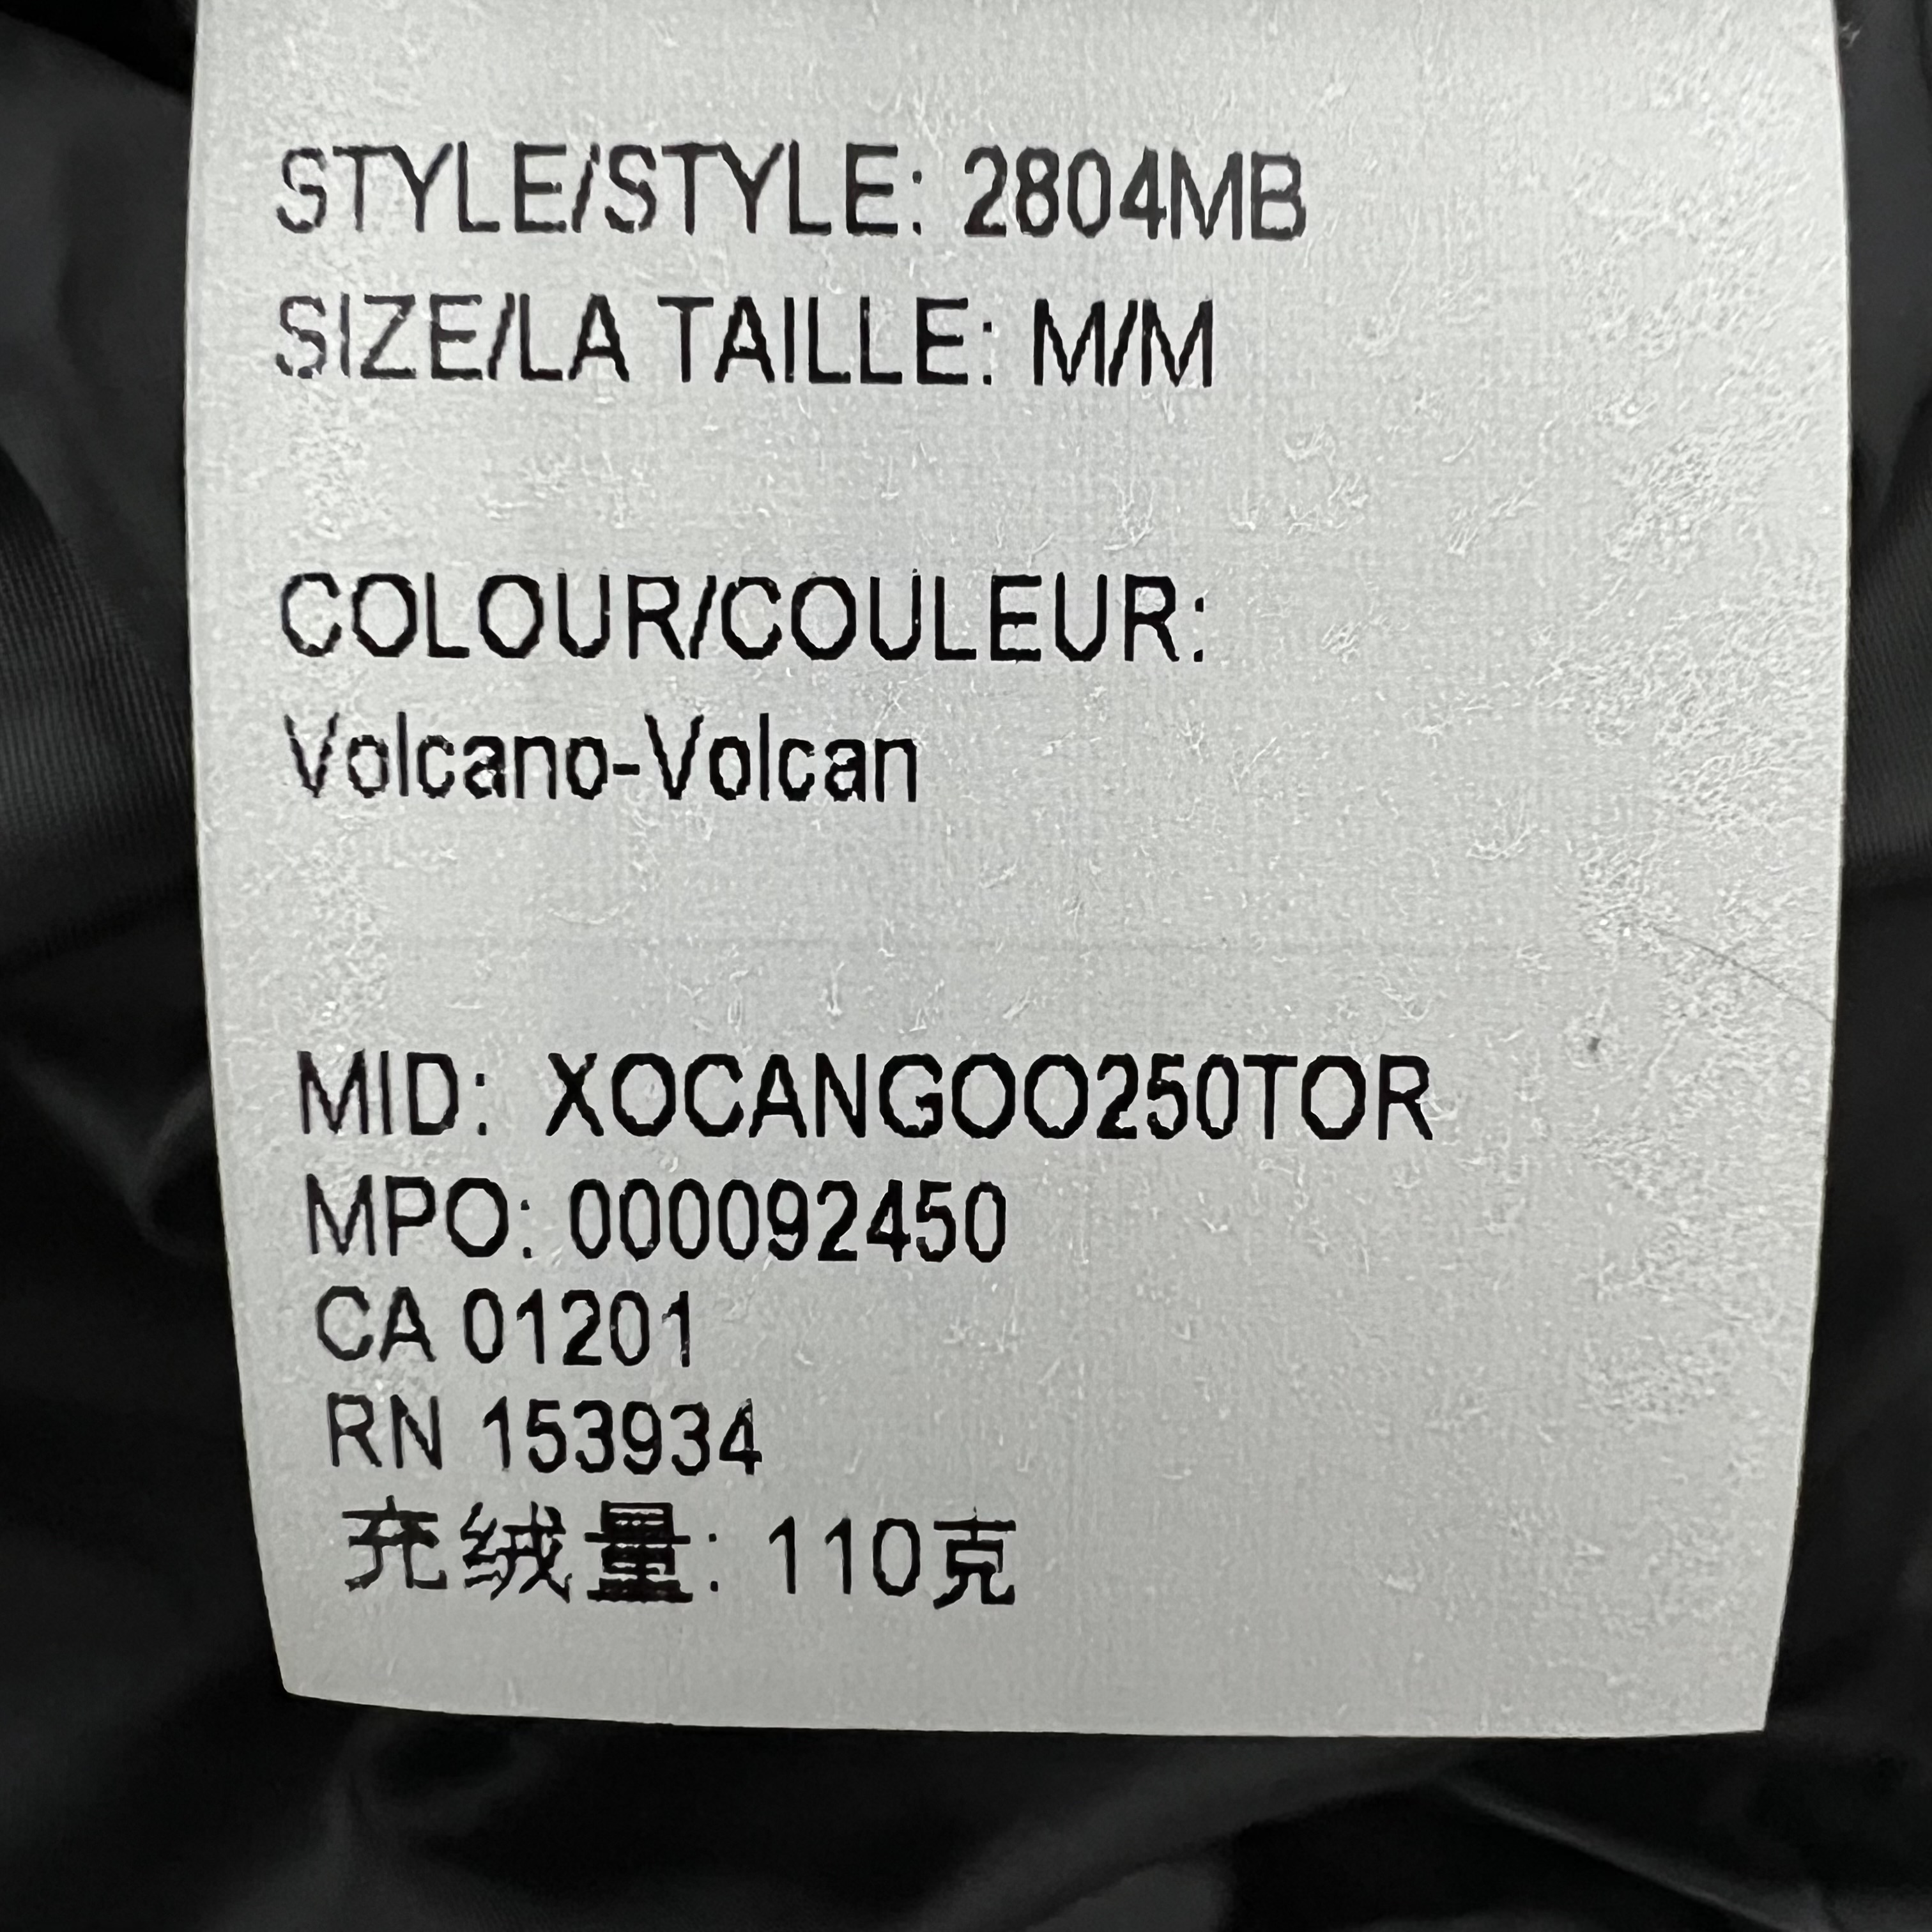 STYLE/STYLE: 2804MB
SIZE/LA TAILLE: M/M
COLOUR/COULEUR:
Volcano-Volcan
MID: XOCANGOO250TOR
MPO: 000092450
CA 01201
RN 153934
充绒量: 110克